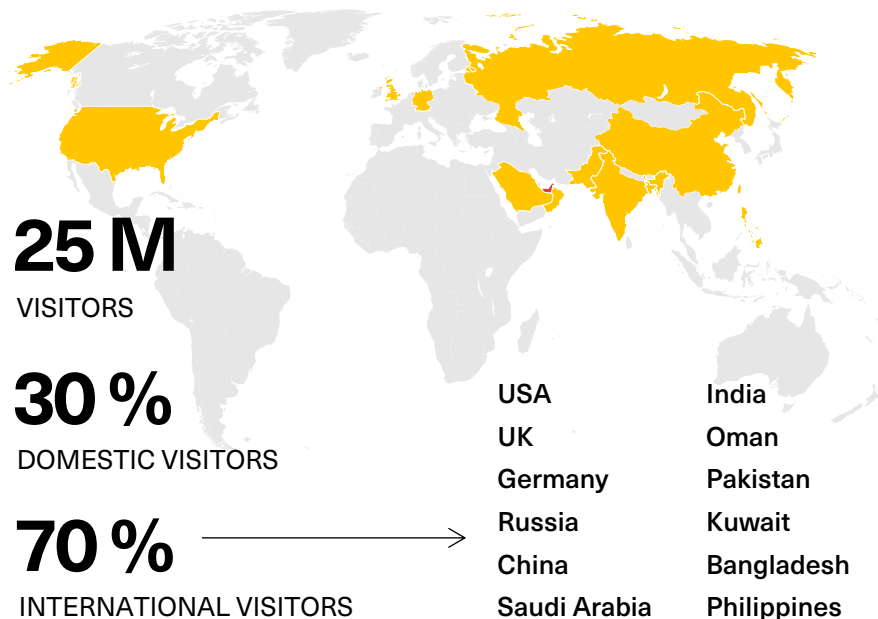 25 M
VISITORS
30 %
DOMESTIC VISITORS
70 %
INTERNATIONAL VISITORS
USA
UK
Germany
Russia
China
Saudi Arabia
India
Oman
Pakistan
Kuwait
Bangladesh
Philippines